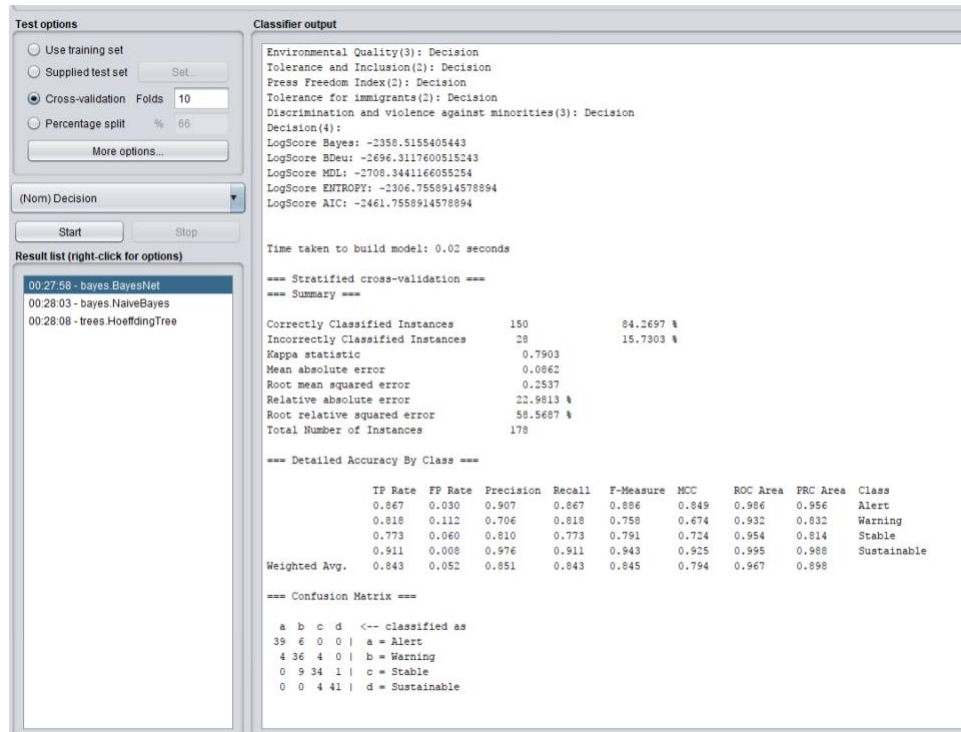 Test options
Use training set
Supplied test set Set...
Cross-validation Folds 10
Percentage split % 66
More options...
(Nom) Decision
Start Stop
Result list (right-click for options)
00:27:58 - bayes.BayesNet
00:28:03 - bayes.NaiveBayes
00:28:08 - trees.HoeffdingTree
Classifier output
Environmental Quality(3): Decision
Tolerance and Inclusion(2): Decision
Press Freedom Index(2): Decision
Tolerance for immigrants(2): Decision
Discrimination and violence against minorities(3): Decision
Decision(4):
LogScore Bayes: -2358.5155405443
LogScore BDeu: -2696.3117600515243
LogScore MDL: -2708.3441166055254
LogScore ENTROPY: -2306.7558914578894
LogScore AIC: -2461.7558914578894
Time taken to build model: 0.02 seconds
=== Stratified cross-validation ===
=== Summary ===
Correctly Classified Instances 150 84.2697 %
Incorrectly Classified Instances 28 15.7303 %
Kappa statistic 0.7903
Mean absolute error 0.0862
Root mean squared error 0.2537
Relative absolute error 22.9813 %
Root relative squared error 58.5687 %
Total Number of Instances 178
=== Detailed Accuracy By Class ===
TP Rate FP Rate Precision Recall F-Measure MCC ROC Area PRC Area Class
0.867 0.030 0.907 0.867 0.886 0.849 0.986 0.956 Alert
0.818 0.112 0.706 0.818 0.758 0.674 0.932 0.832 Warning
0.773 0.060 0.810 0.773 0.791 0.724 0.954 0.814 Stable
0.911 0.008 0.976 0.911 0.943 0.925 0.995 0.988 Sustainable
Weighted Avg. 0.843 0.052 0.851 0.843 0.845 0.794 0.967 0.898
=== Confusion Matrix ===
a b c d <-- classified as
39 6 0 0 | a = Alert
4 36 4 0 | b = Warning
0 9 34 1 | c = Stable
0 0 4 41 | d = Sustainable